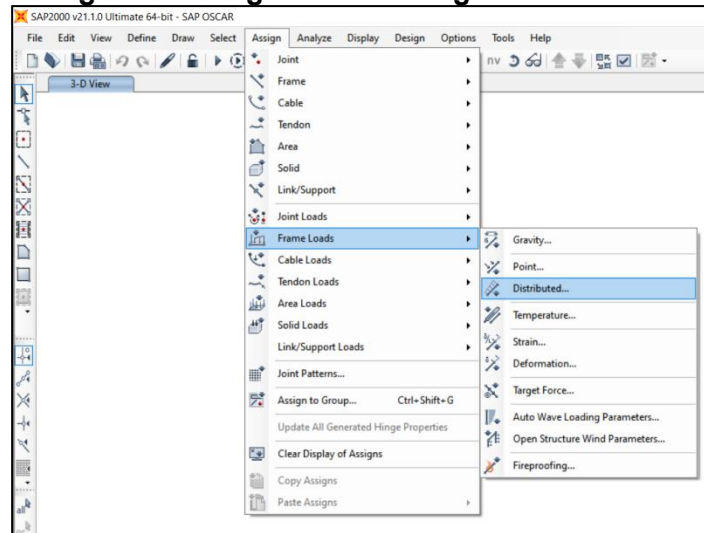 SAP2000 v21.1.0 Ultimate 64-bit - SAP OSCAR
File Edit View Define Draw Select Assign Analyze Display Design Options Tools Help
nv
3-D View
Joint
Frame
Cable
Tendon
Area
Solid
Link/Support
Joint Loads
Frame Loads
Cable Loads
Tendon Loads
Area Loads
Solid Loads
Link/Support Loads
Joint Patterns...
Assign to Group... Ctrl+Shift+G
Update All Generated Hinge Properties
Clear Display of Assigns
Copy Assigns
Paste Assigns
Gravity...
Point...
Distributed...
Temperature...
Strain...
Deformation...
Target Force...
Auto Wave Loading Parameters...
Open Structure Wind Parameters...
Fireproofing...
all